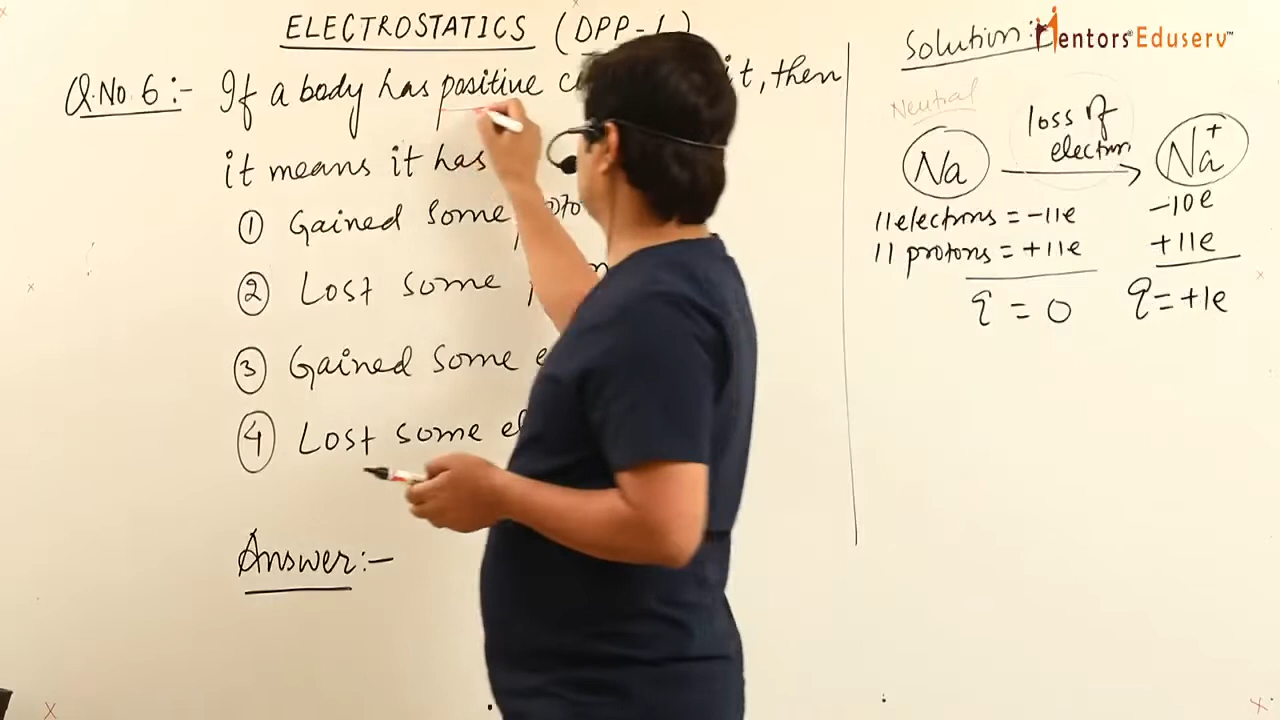 ELECTROSTATICS (DPP-1)
Q.No.6:- If a body has positive it, then
it means it has
① Gained some
② Lost some
③ Gained some
④ Lost some
Answer:-
Solution:
Mentors Eduserv™
Neutral
Na loss of electron Na+
11 electrons = -11e -10e
11 protons = +11e +11e
q = 0 q = +1e